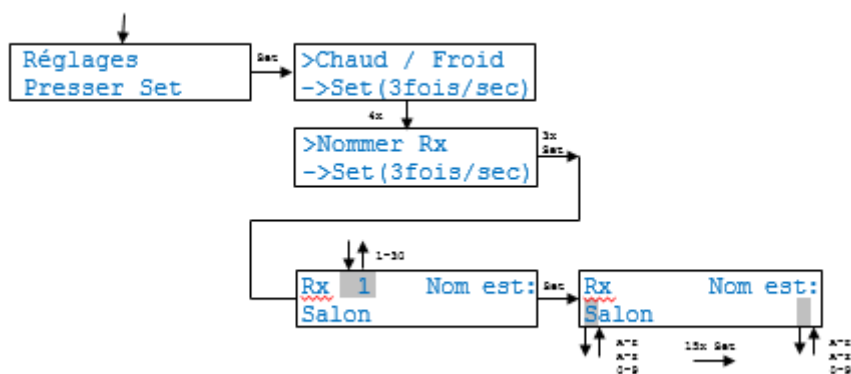 Réglages
Presser Set
Set
>Chaud / Froid
->Set(3fois/sec)
4x
>Nommer Rx
->Set(3fois/sec)
3x
Set
1-30
Rx 1 Nom est:
Salon
Set
Rx Nom est:
Salon
A-Z
a-z
0-9
15x Set
A-Z
a-z
0-9